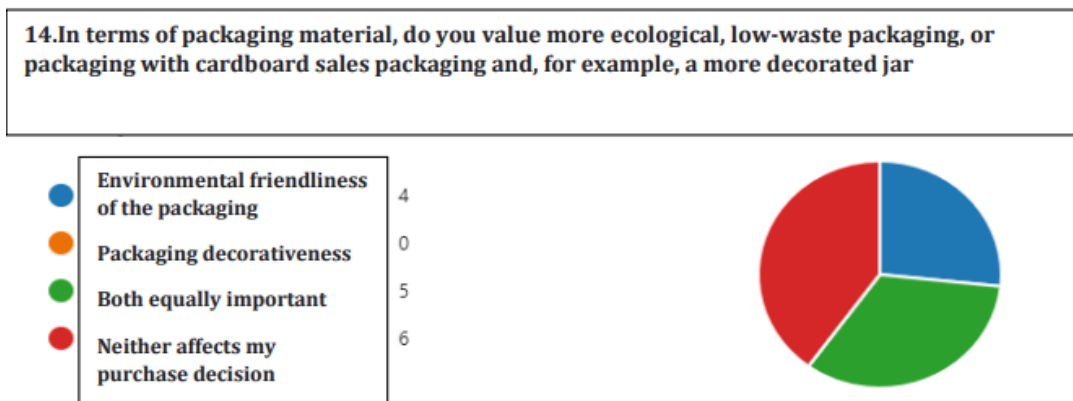 14.In terms of packaging material, do you value more ecological, low-waste packaging, or
packaging with cardboard sales packaging and, for example, a more decorated jar
Environmental friendliness
of the packaging
4
Packaging decorativeness
0
Both equally important
5
Neither affects my
purchase decision
6